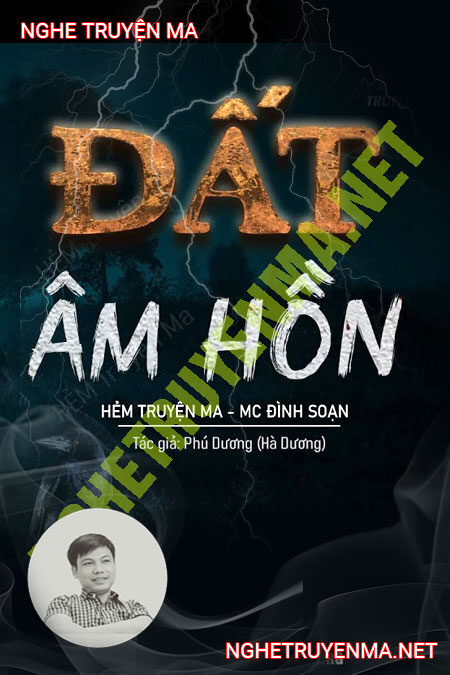 NGHE TRUYỆN MA
ĐẤT
ÂM HỒN
NGHETRUYENMA.NET
HẺM TRUYỆN MA - MC ĐÌNH SOẠN
Tác giả: Phú Dương (Hà Dương)
NGHETRUYENMA.NET